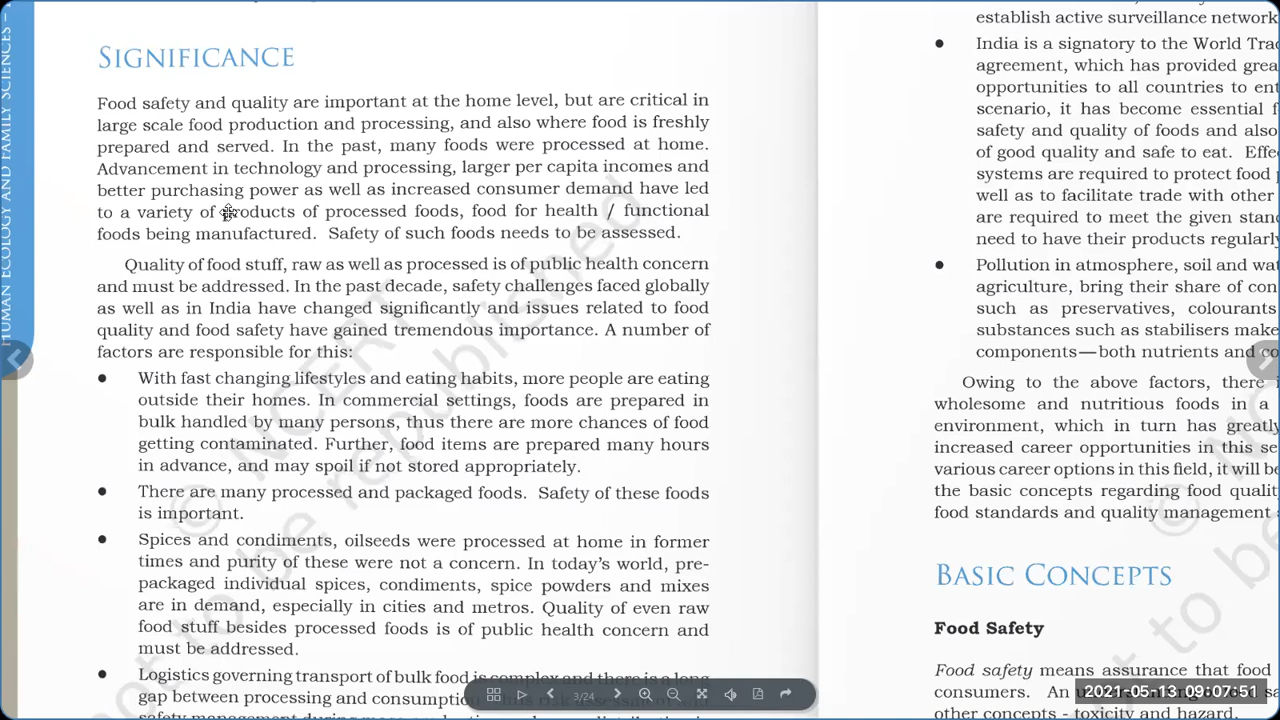 HUMAN ECOLOGY AND FAMILY SCIENCES –
SIGNIFICANCE
Food safety and quality are important at the home level, but are critical in
large scale food production and processing, and also where food is freshly
prepared and served. In the past, many foods were processed at home.
Advancement in technology and processing, larger per capita incomes and
better purchasing power as well as increased consumer demand have led
to a variety of products of processed foods, food for health / functional
foods being manufactured. Safety of such foods needs to be assessed.
Quality of food stuff, raw as well as processed is of public health concern
and must be addressed. In the past decade, safety challenges faced globally
as well as in India have changed significantly and issues related to food
quality and food safety have gained tremendous importance. A number of
factors are responsible for this:
● With fast changing lifestyles and eating habits, more people are eating
outside their homes. In commercial settings, foods are prepared in
bulk handled by many persons, thus there are more chances of food
getting contaminated. Further, food items are prepared many hours
in advance, and may spoil if not stored appropriately.
● There are many processed and packaged foods. Safety of these foods
is important.
● Spices and condiments, oilseeds were processed at home in former
times and purity of these were not a concern. In today's world, pre-
packaged individual spices, condiments, spice powders and mixes
are in demand, especially in cities and metros. Quality of even raw
food stuff besides processed foods is of public health concern and
must be addressed.
● Logistics governing transport of bulk food is complex and there is a long
gap between processing and consumption
establish active surveillance network
● India is a signatory to the World Tra
agreement, which has provided grea
opportunities to all countries to ent
scenario, it has become essential f
safety and quality of foods and also
of good quality and safe to eat. Effe
systems are required to protect food
well as to facilitate trade with other
are required to meet the given stan
need to have their products regularly
● Pollution in atmosphere, soil and wat
agriculture, bring their share of con
such as preservatives, colourants
substances such as stabilisers make
components—both nutrients and co
Owing to the above factors, there
wholesome and nutritious foods in a
environment, which in turn has greatly
increased career opportunities in this se
various career options in this field, it will be
the basic concepts regarding food qualit
food standards and quality management
BASIC CONCEPTS
Food Safety
Food safety means assurance that food
consumers. An
other concepts - toxicity and hazard.
© NCERT
not to be republished
3/24
2021-05-13 09:07:51